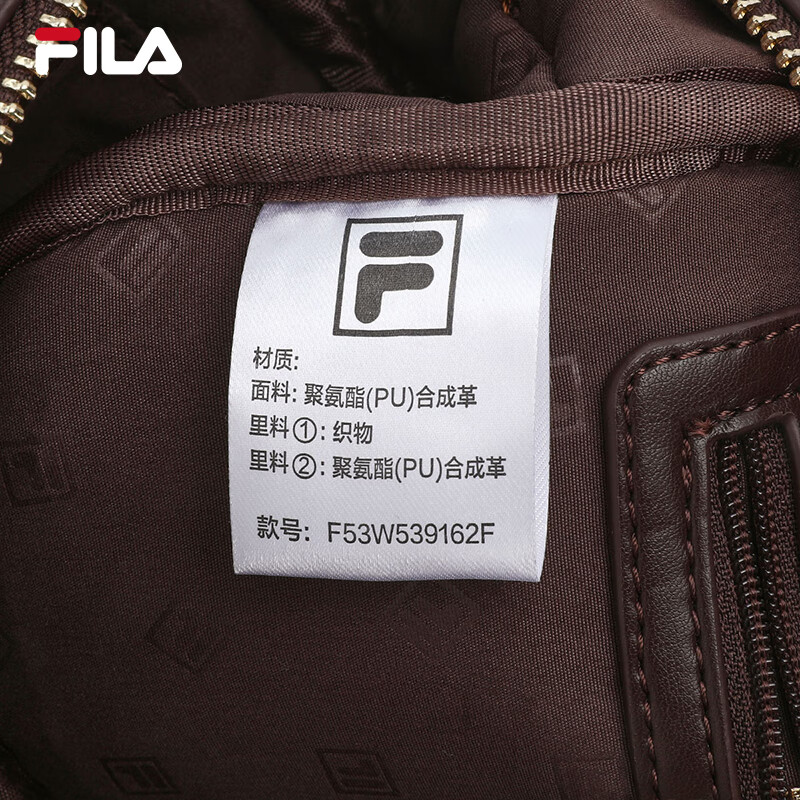 FILA
F
材质:
面料: 聚氨酯(PU)合成革
里料①: 织物
里料②: 聚氨酯(PU)合成革
款号: F53W539162F